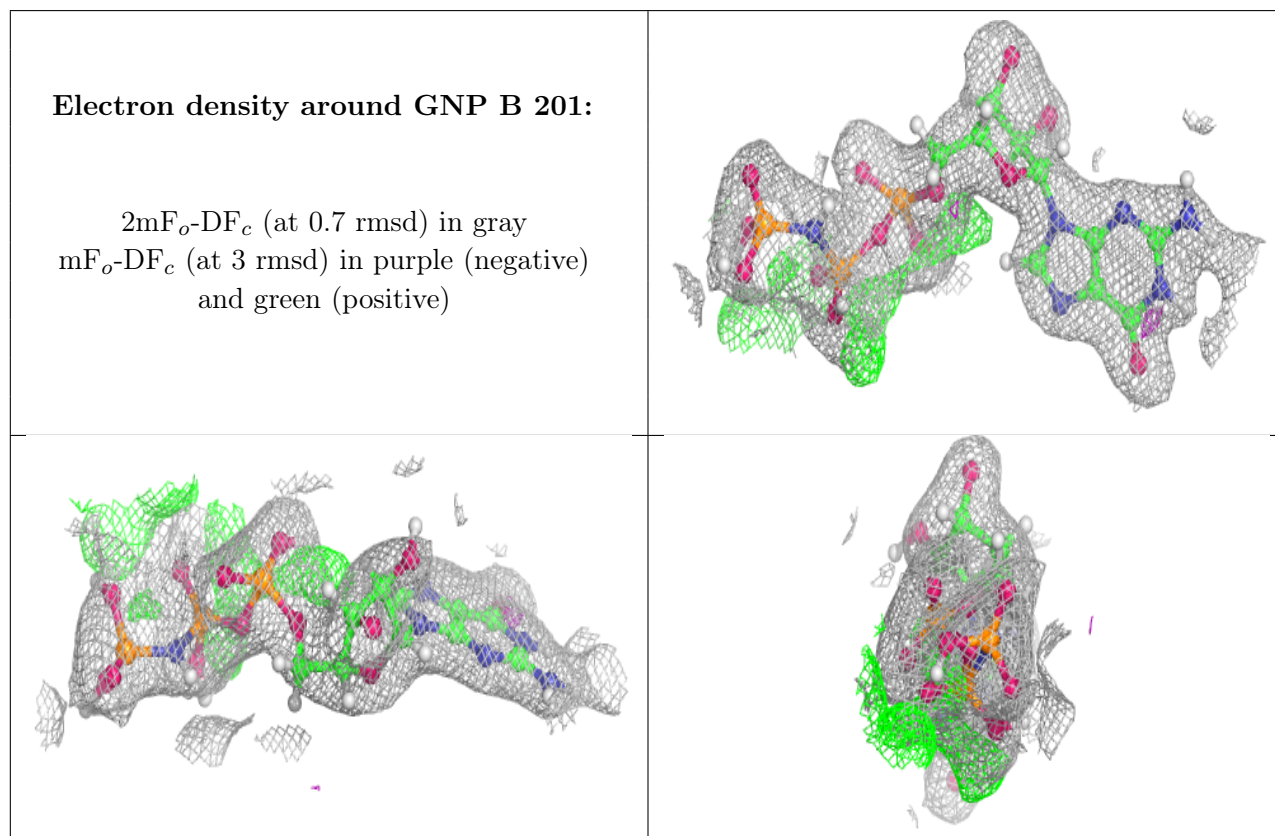 Electron density around GNP B 201:
2mFo-DFc (at 0.7 rmsd) in gray
mFo-DFc (at 3 rmsd) in purple (negative)
and green (positive)